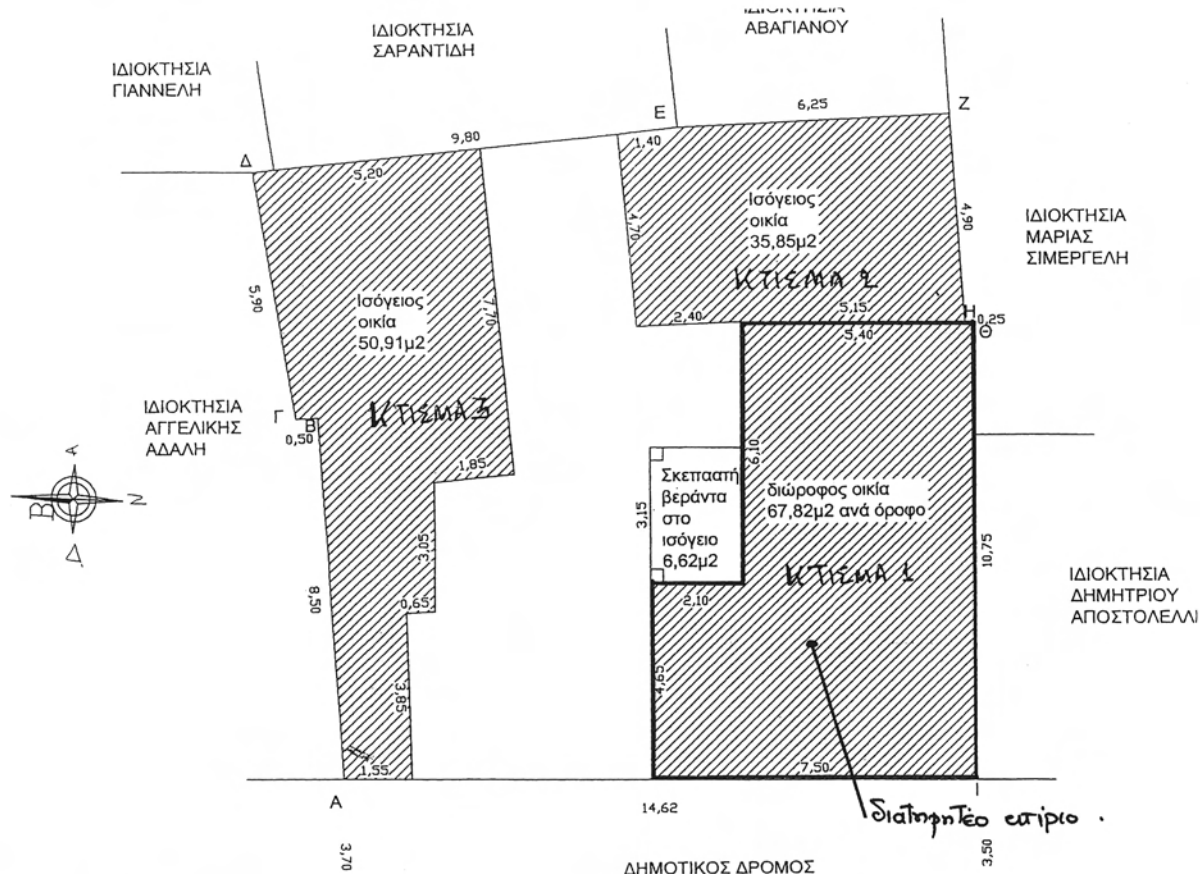 ΙΔΙΟΚΤΗΣΙΑ
ΑΒΑΓΙΑΝΟΥ
ΙΔΙΟΚΤΗΣΙΑ
ΣΑΡΑΝΤΙΔΗ
ΙΔΙΟΚΤΗΣΙΑ
ΓΙΑΝΝΕΛΗ
6,25
Ζ
Ε
9,80
1,40
Δ
5,20
Ισόγειος
οικία
35,85μ2
4,70
4,90
ΙΔΙΟΚΤΗΣΙΑ
ΜΑΡΙΑΣ
ΣΙΜΕΡΓΕΛΗ
ΚΤΙΣΜΑ 2
5,90
Ισόγειος
οικία
50,91μ2
7,70
2,40
5,15
Η
0,25
Θ
5,40
ΙΔΙΟΚΤΗΣΙΑ
ΑΓΓΕΛΙΚΗΣ
ΑΔΑΛΗ
Γ
Β
0,50
ΚΤΙΣΜΑ 3
1,85
6,10
Α
Β
Ν
Δ
Σκεπαατή
βεράντα
στο
ισόγειο
6,62μ2
3,15
διώροφος οικία
67,82μ2 ανά όροφο
ΚΤΙΣΜΑ 1
10,75
3,05
8,50
0,65
2,10
ΙΔΙΟΚΤΗΣΙΑ
ΔΗΜΗΤΡΙΟΥ
ΑΠΟΣΤΟΛΕΛΛΙ
3,85
4,65
1,55
7,50
Α
14,62
Ι
διατηρητέο κτίριο .
3,70
ΔΗΜΟΤΙΚΟΣ ΔΡΟΜΟΣ
3,50